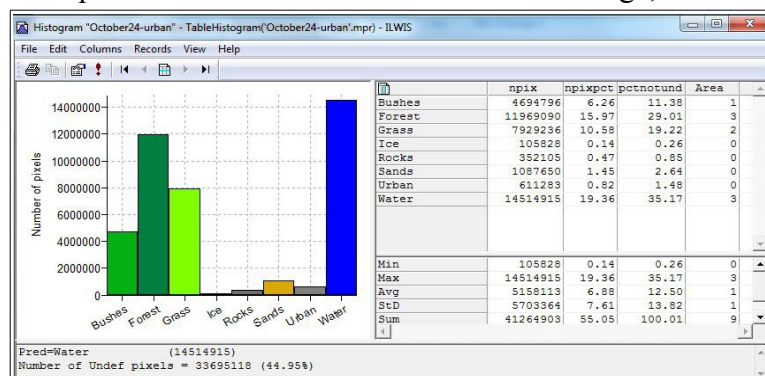 Histogram "October24-urban" - TableHistogram('October24-urban'.mpr) - ILWIS
File Edit Columns Records View Help
Number of pixels
14000000
12000000
10000000
8000000
6000000
4000000
2000000
0
Bushes Forest Grass Ice Rocks Sands Urban Water
npix npixpct pctnotund Area
Bushes 4694796 6.26 11.38 1
Forest 11969090 15.97 29.01 3
Grass 7929236 10.58 19.22 2
Ice 105828 0.14 0.26 0
Rocks 352105 0.47 0.85 0
Sands 1087650 1.45 2.64 0
Urban 611283 0.82 1.48 0
Water 14514915 19.36 35.17 3
Min 105828 0.14 0.26 0
Max 14514915 19.36 35.17 3
Avg 5158113 6.88 12.50 1
StD 5703364 7.61 13.82 1
Sum 41264903 55.05 100.01 9
Pred=Water (14514915)
Number of Undef pixels = 33695118 (44.95%)